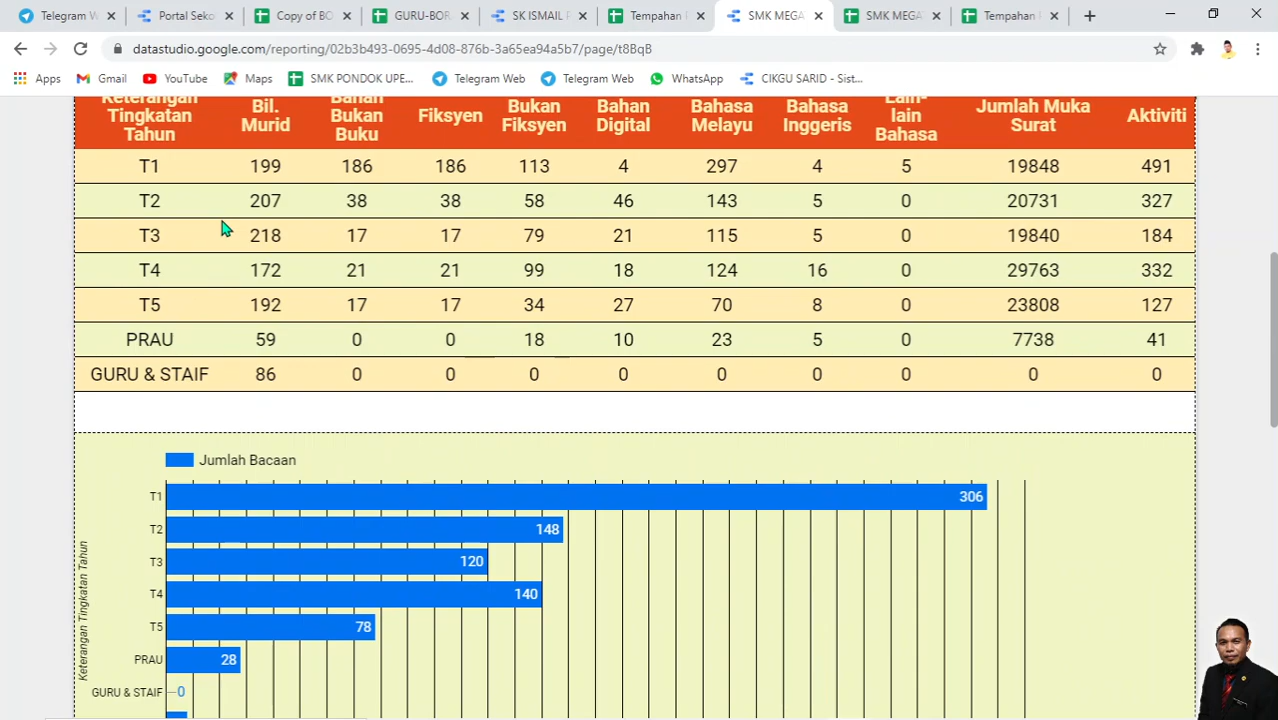 Telegram W
Portal Seko
Copy of BO
GURU-BOR
SK ISMAIL P
Tempahan
SMK MEGA
SMK MEGA
Tempahan
datastudio.google.com/reporting/02b3b493-0695-4d08-876b-3a65ea94a5b7/page/t8BqB
Apps Gmail YouTube Maps SMK PONDOK UPE... Telegram Web Telegram Web WhatsApp CIKGU SARID - Sist...
Keterangan Tingkatan Tahun Bil. Murid Bahan Bukan Buku Fiksyen Bukan Fiksyen Bahan Digital Bahasa Melayu Bahasa Inggeris Lain-lain Bahasa Jumlah Muka Surat Aktiviti
T1 199 186 186 113 4 297 4 5 19848 491
T2 207 38 38 58 46 143 5 0 20731 327
T3 218 17 17 79 21 115 5 0 19840 184
T4 172 21 21 99 18 124 16 0 29763 332
T5 192 17 17 34 27 70 8 0 23808 127
PRAU 59 0 0 18 10 23 5 0 7738 41
GURU & STAIF 86 0 0 0 0 0 0 0 0 0
Jumlah Bacaan
Keterangan Tingkatan Tahun
T1 306
T2 148
T3 120
T4 140
T5 78
PRAU 28
GURU & STAIF 0